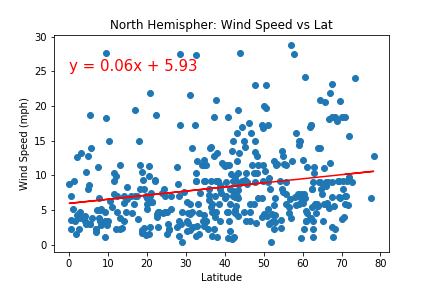 North Hemispher: Wind Speed vs Lat
y = 0.06x + 5.93
Wind Speed (mph)
30
25
20
15
10
5
0
0 10 20 30 40 50 60 70 80
Latitude